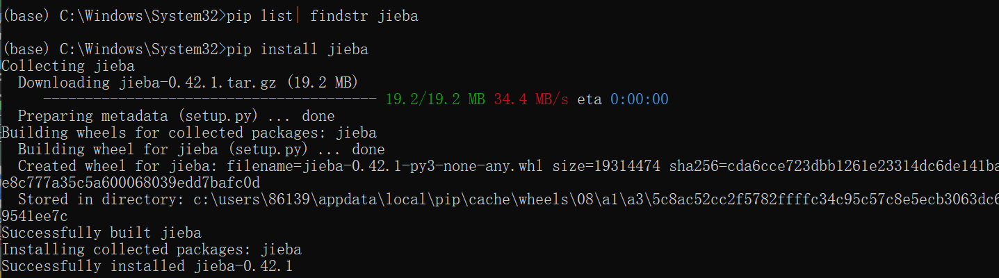 (base) C:\Windows\System32>pip list| findstr jieba
(base) C:\Windows\System32>pip install jieba
Collecting jieba
Downloading jieba-0.42.1.tar.gz (19.2 MB)
---------------------------------------- 19.2/19.2 MB 34.4 MB/s eta 0:00:00
Preparing metadata (setup.py) ... done
Building wheels for collected packages: jieba
Building wheel for jieba (setup.py) ... done
Created wheel for jieba: filename=jieba-0.42.1-py3-none-any.whl size=19314474 sha256=cda6cce723dbb1261e23314dc6de141ba
e8c777a35c5a600068039edd7bafc0d
Stored in directory: c:\users\86139\appdata\local\pip\cache\wheels\08\a1\a3\5c8ac52cc2f5782ffffc34c95c57c8e5ecb3063dc6
9541ee7c
Successfully built jieba
Installing collected packages: jieba
Successfully installed jieba-0.42.1